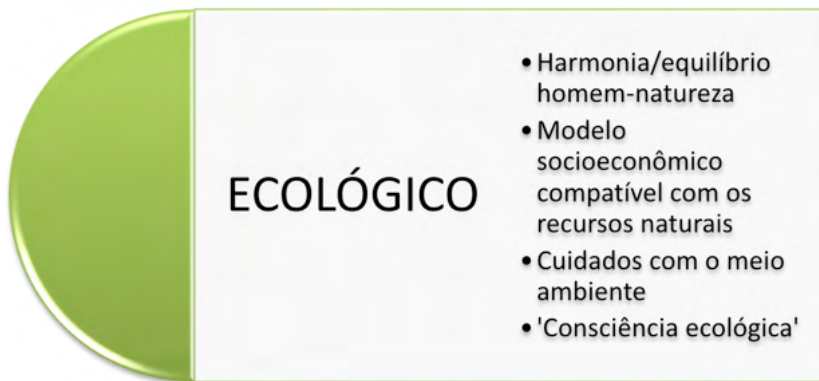 ECOLÓGICO
• Harmonia/equilíbrio
homem-natureza
• Modelo
socioeconômico
compatível com os
recursos naturais
• Cuidados com o meio
ambiente
• 'Consciência ecológica'